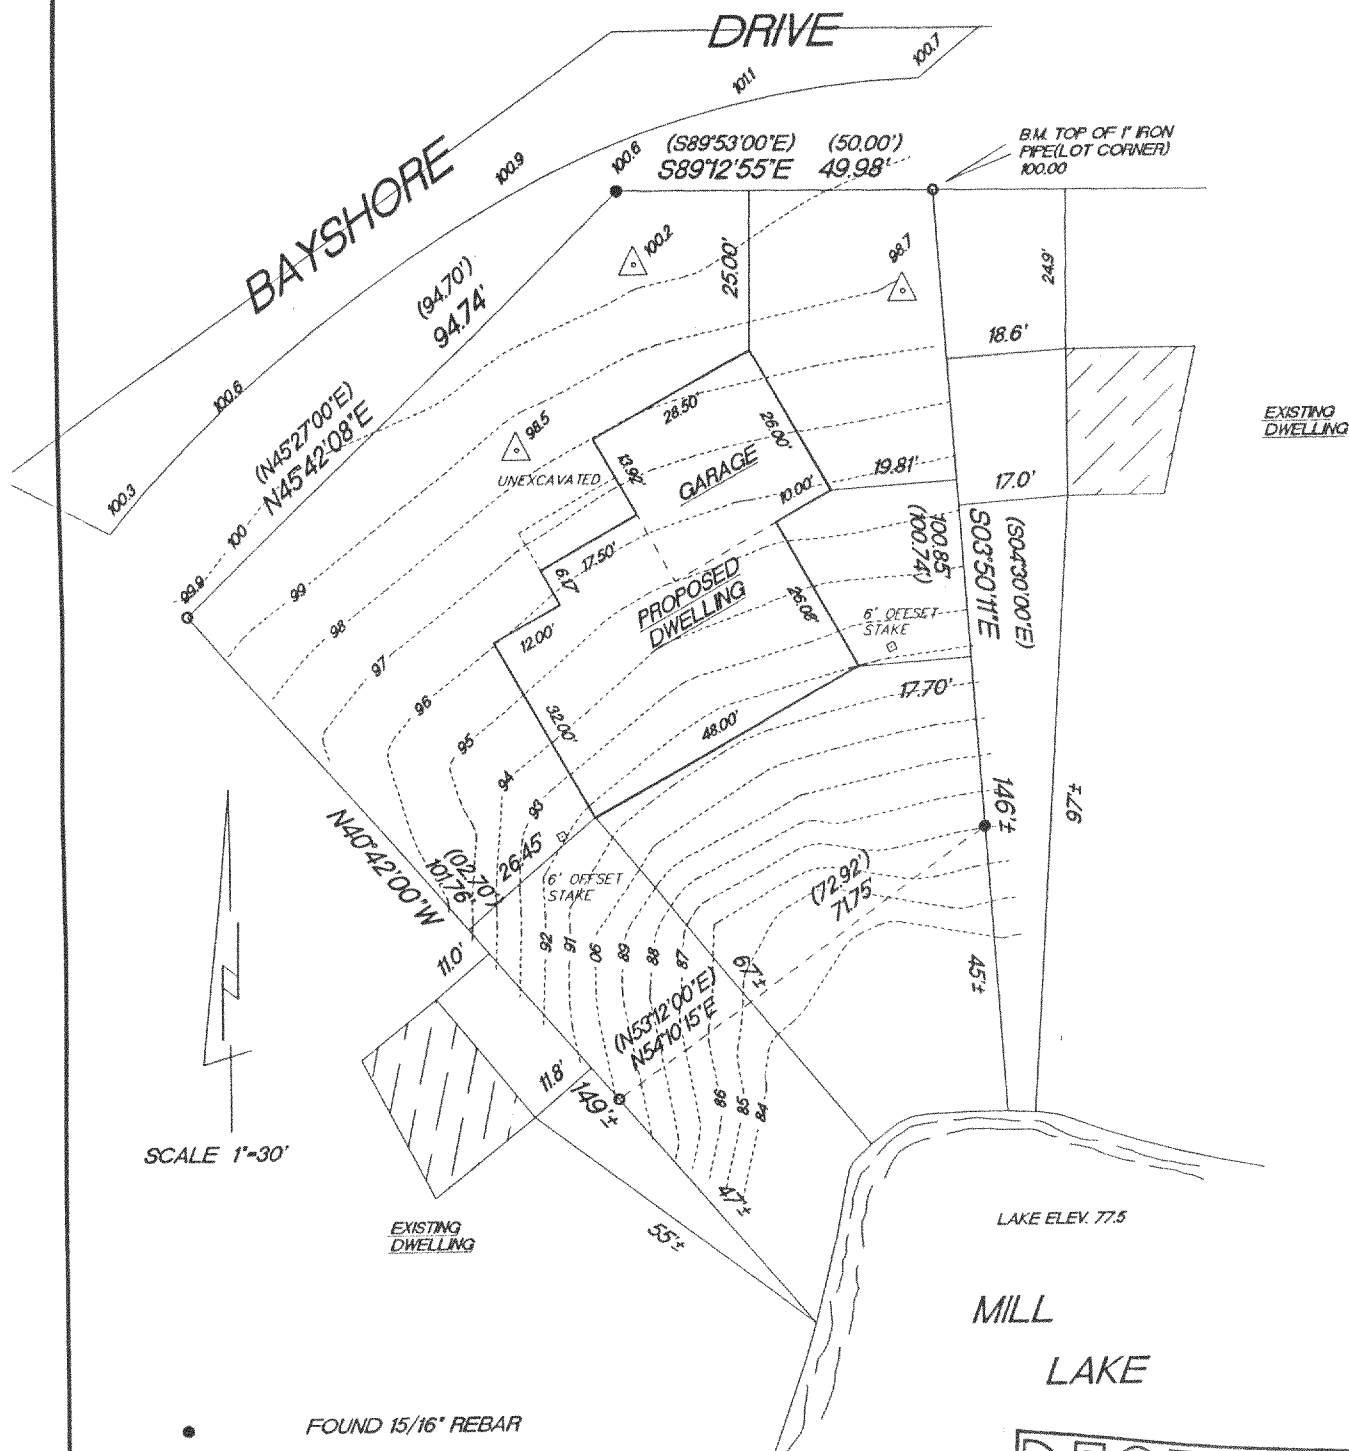 DRIVE
BAYSHORE
100.7
101.1
100.6
100.9
100.6
100.3
(S89°53'00"E) (50.00')
S89°12'55"E 49.98'
B.M. TOP OF 1" IRON
PIPE(LOT CORNER)
100.00
(94.70')
94.74'
(N45°27'00"E)
N45°42'08"E
100.2
98.7
98.5
25.00'
24.9'
18.6'
EXISTING
DWELLING
17.0'
UNEXCAVATED
28.50'
26.00'
13.92'
GARAGE
10.00'
19.81'
17.50'
6.17'
PROPOSED
DWELLING
12.00'
26.08'
6' OFFSET
STAKE
100.85'
(100.74')
S03°50'11"E
(S04°30'00"E)
32.00'
48.00'
17.70'
99.9
100
99
98
97
96
95
94
93
92
91
90
89
88
87
86
85
84
N40°42'00"W
101.76'
(02.70')
26.45'
6' OFFSET
STAKE
146'±
97'±
(72.92')
71.75'
67'±
45'±
(N53°12'00"E)
N54°10'15"E
11.0'
11.8'
149'±
47'±
55'±
SCALE 1"=30'
EXISTING
DWELLING
LAKE ELEV. 77.5
MILL
LAKE
FOUND 15/16" REBAR